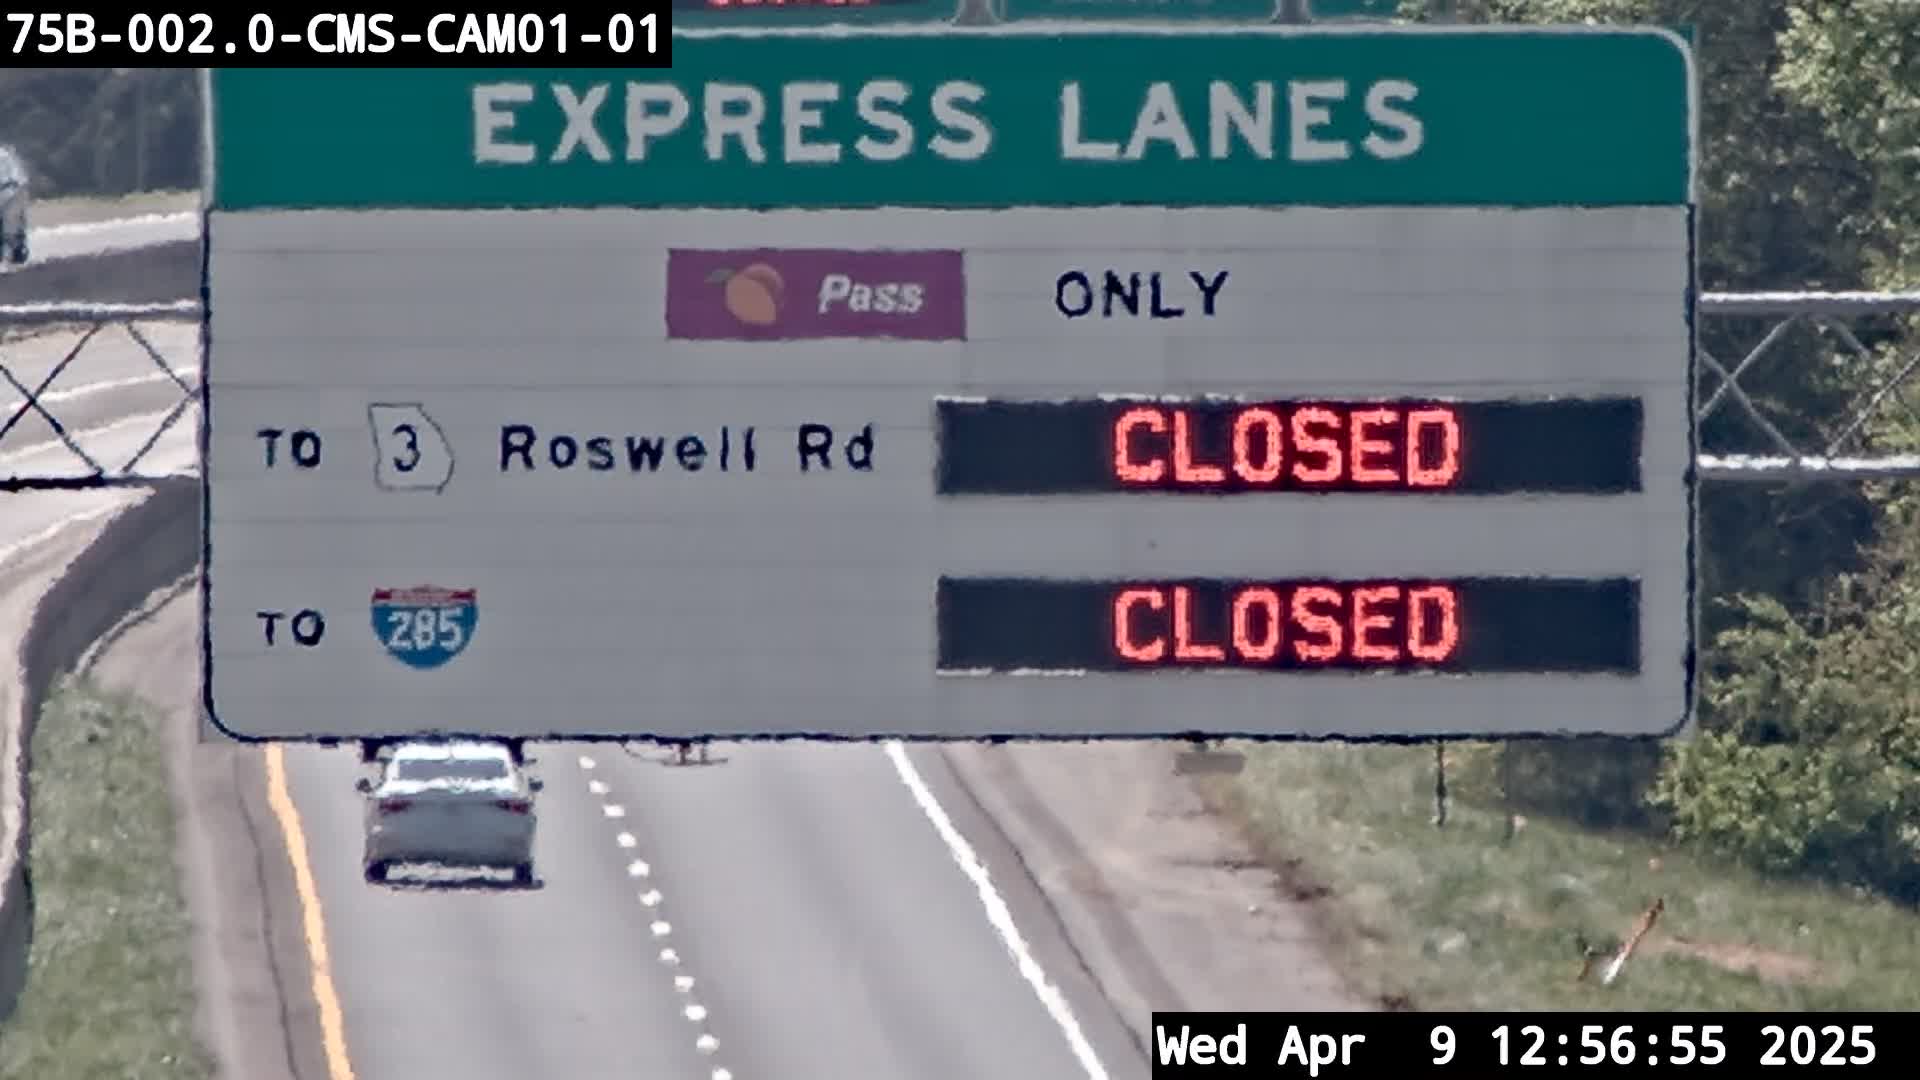 75B-002.0-CMS-CAM01-01
EXPRESS LANES
Pass ONLY
TO 3 Roswell Rd CLOSED
TO 285 CLOSED
Wed Apr 9 12:56:55 2025